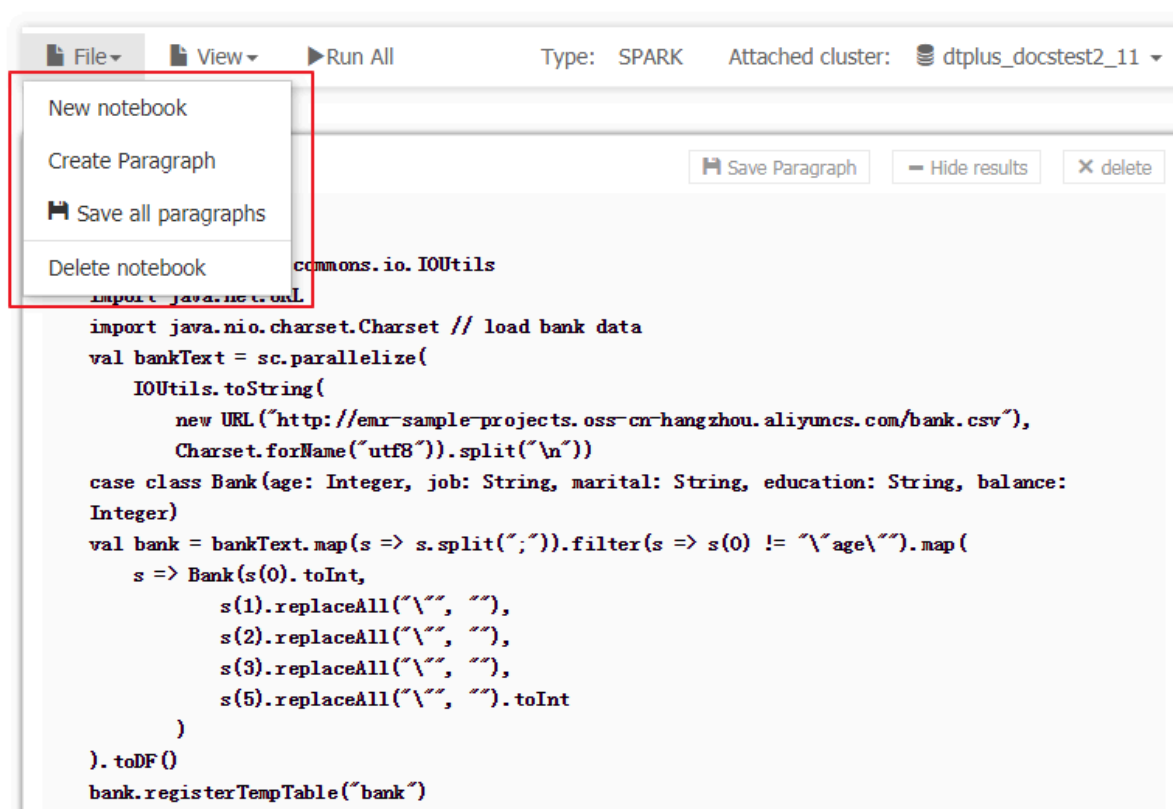 File View Run All Type: SPARK Attached cluster: dtplus_docstest2_11
New notebook
Create Paragraph
Save Paragraph Hide results delete
Save all paragraphs
Delete notebook
commons.io.IOUtils
import java.net.URL
import java.nio.charset.Charset // load bank data
val bankText = sc.parallelize(
IOUtils.toString(
new URL("http://emr-sample-projects.oss-cn-hangzhou.aliyuncs.com/bank.csv"),
Charset.forName("utf8")).split("\n"))
case class Bank(age: Integer, job: String, marital: String, education: String, balance:
Integer)
val bank = bankText.map(s => s.split(";")).filter(s => s(0) != "\"age\"").map(
s => Bank(s(0).toInt,
s(1).replaceAll("\"", ""),
s(2).replaceAll("\"", ""),
s(3).replaceAll("\"", ""),
s(5).replaceAll("\"", "").toInt
)
).toDF()
bank.registerTempTable("bank")